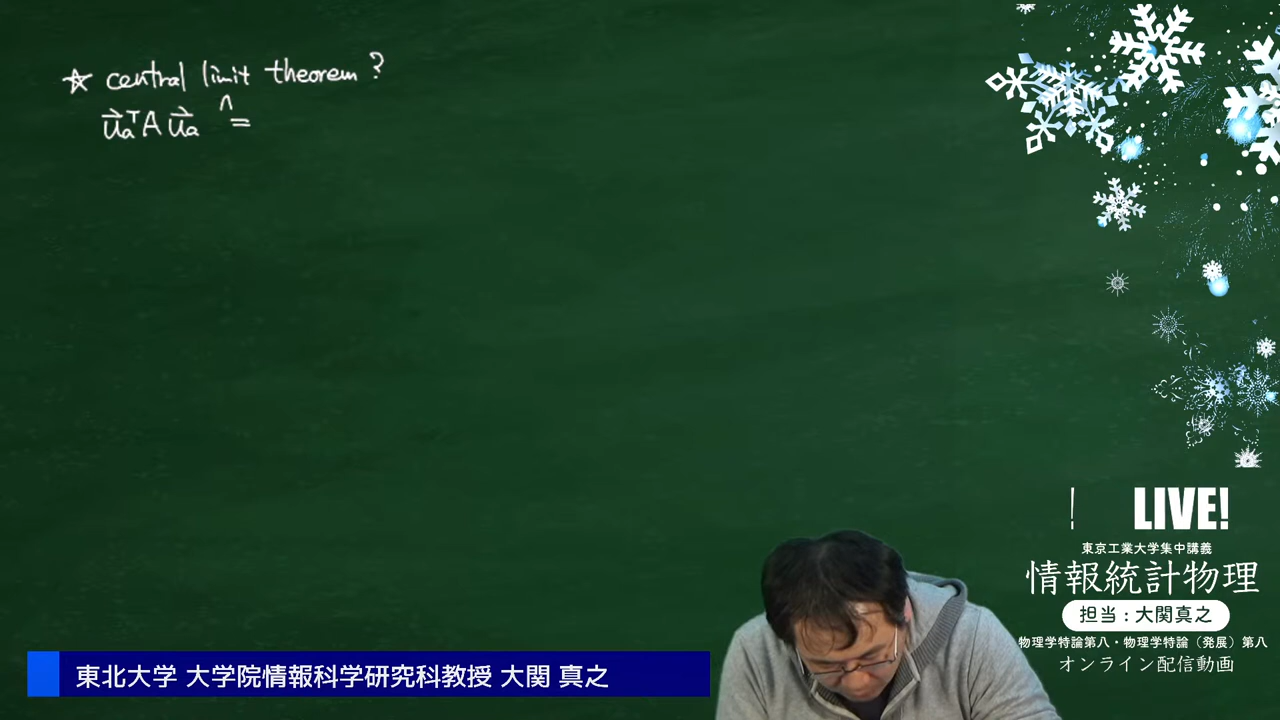 ☆ central limit theorem?
u⃗ₐᵀA u⃗ₐ ^=
! LIVE!
東京工業大学集中講義
情報統計物理
担当:大関真之
物理学特論第八・物理学特論(発展)第八
オンライン配信動画
東北大学 大学院情報科学研究科教授 大関 真之